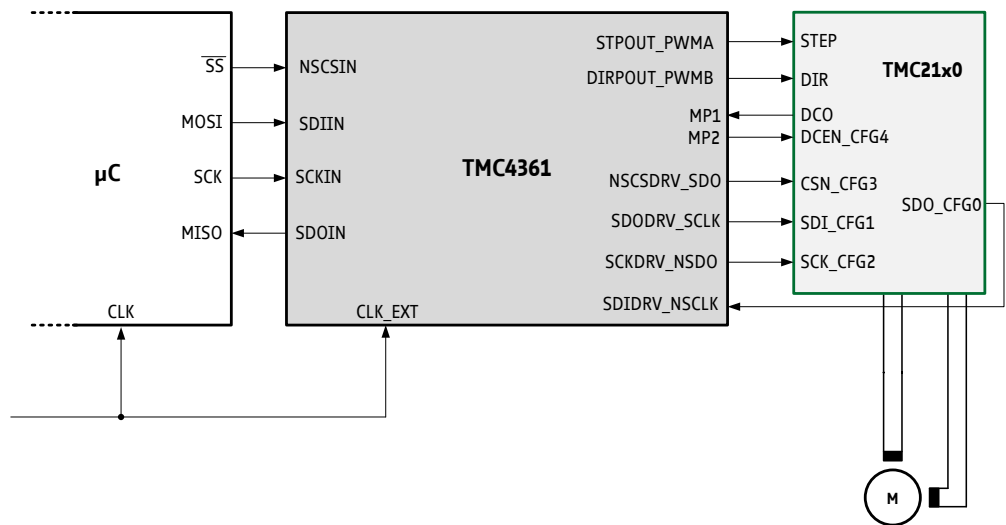 µC
SS
MOSI
SCK
MISO
CLK
TMC4361
NSCSIN
SDIIN
SCKIN
SDOIN
CLK_EXT
STPOUT_PWMA
DIRPOUT_PWMB
MP1
MP2
NSCSDRV_SDO
SDODRV_SCLK
SCKDRV_NSDO
SDIDRV_NSCLK
TMC21x0
STEP
DIR
DCO
DCEN_CFG4
CSN_CFG3
SDI_CFG1
SCK_CFG2
SDO_CFG0
M